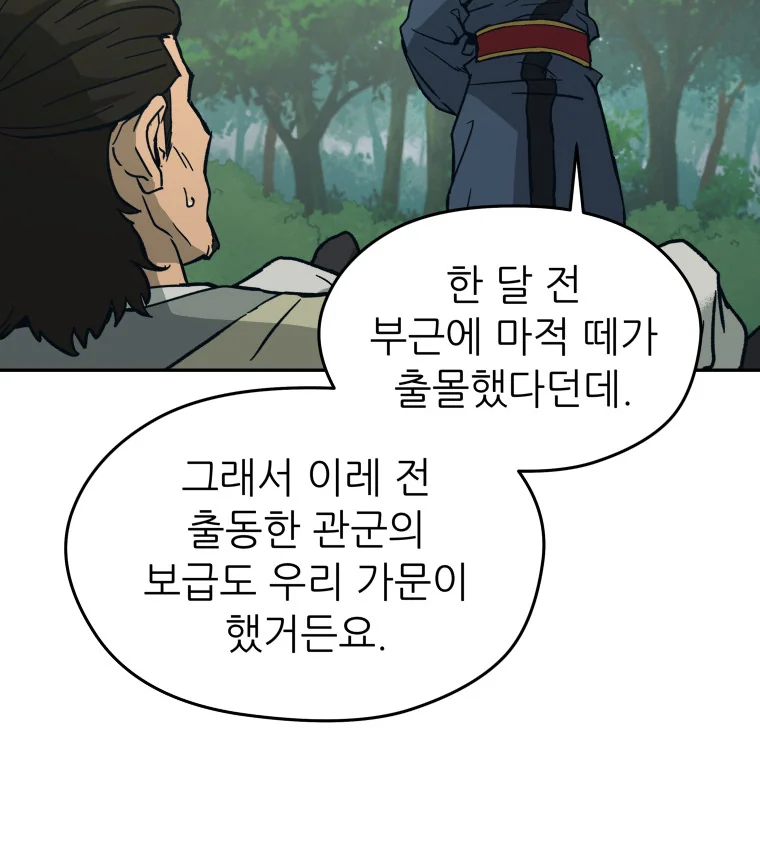 한 달 전
부근에 마적 떼가
출몰했다던데.
그래서 이레 전
출동한 관군의
보급도 우리 가문이
했거든요.